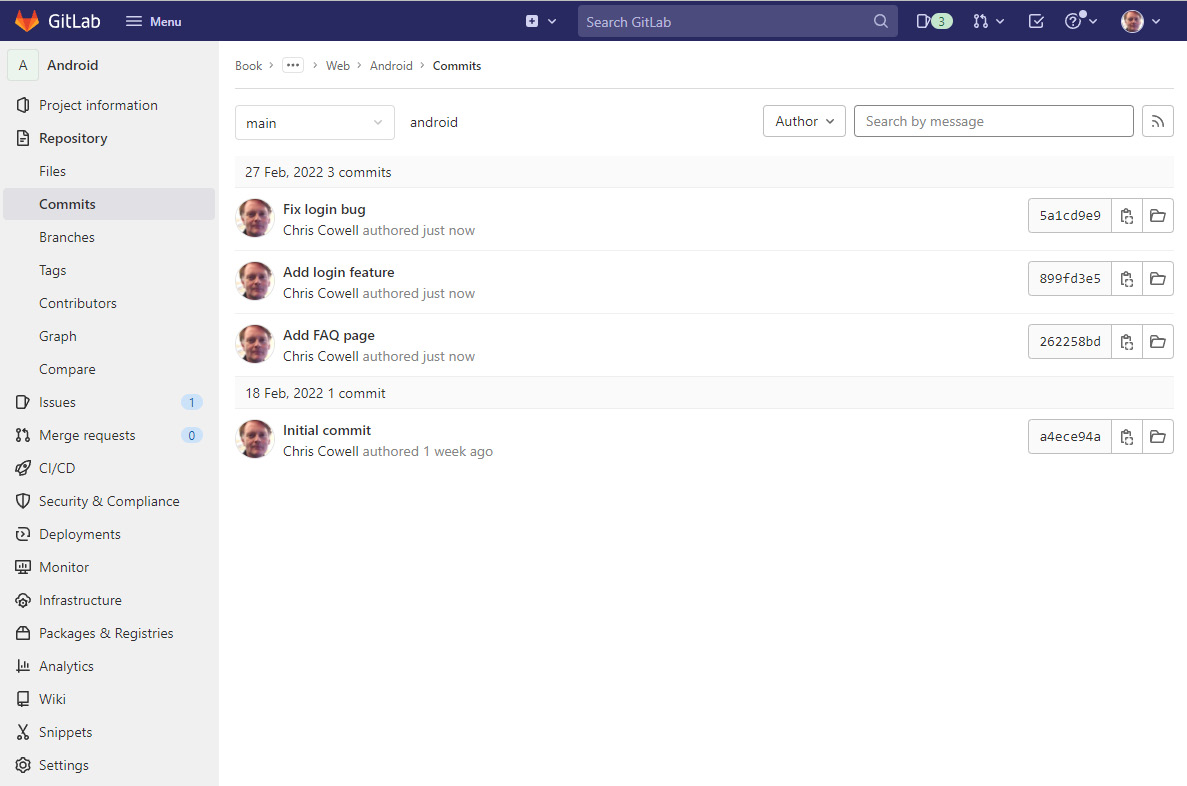 GitLab Menu Search GitLab 3
A Android
Project information
Repository
Files
Commits
Branches
Tags
Contributors
Graph
Compare
Issues 1
Merge requests 0
CI/CD
Security & Compliance
Deployments
Monitor
Infrastructure
Packages & Registries
Analytics
Wiki
Snippets
Settings
Book › ••• › Web › Android › Commits
main android Author Search by message
27 Feb, 2022 3 commits
Fix login bug
Chris Cowell authored just now
5a1cd9e9
Add login feature
Chris Cowell authored just now
899fd3e5
Add FAQ page
Chris Cowell authored just now
262258bd
18 Feb, 2022 1 commit
Initial commit
Chris Cowell authored 1 week ago
a4ece94a